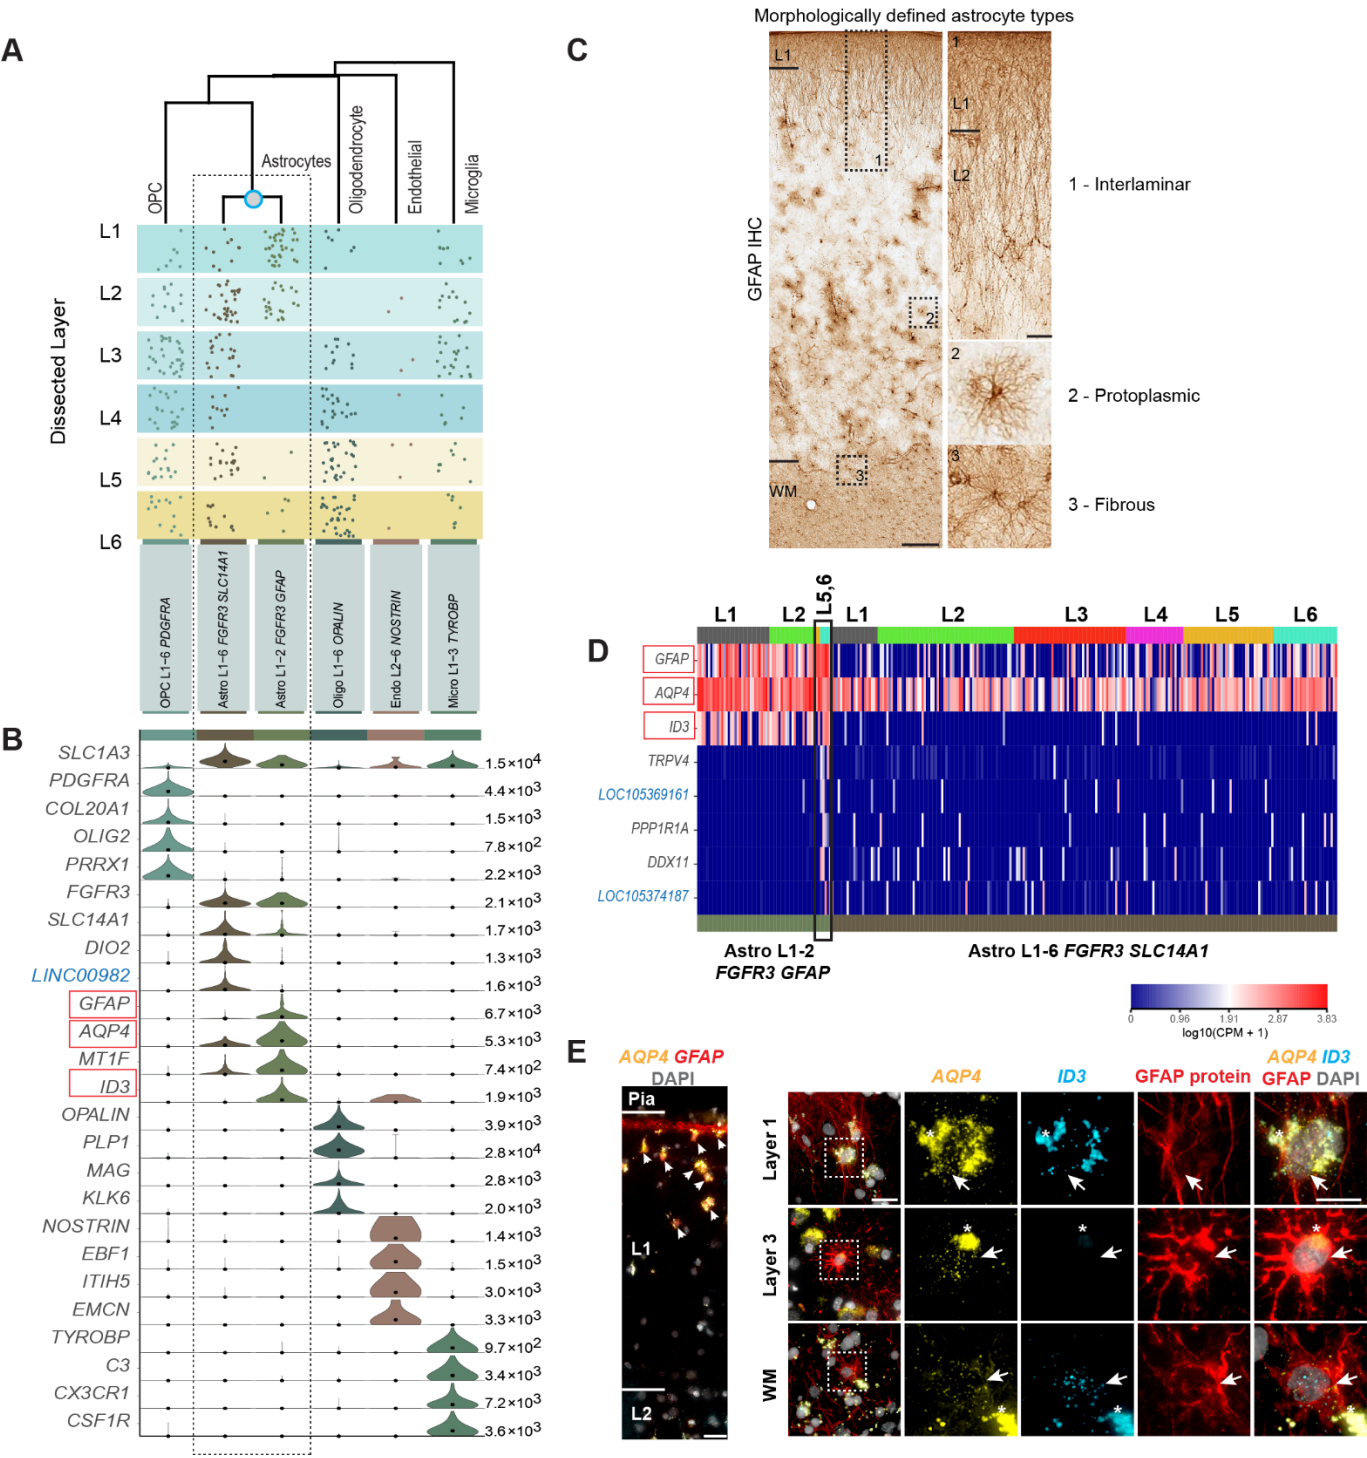 A
OPC
Astrocytes
Oligodendrocyte
Endothelial
Microglia
Dissected Layer
L1
L2
L3
L4
L5
L6
OPC L1–6 PDGFRA
Astro L1–6 FGFR3 SLC14A1
Astro L1–2 FGFR3 GFAP
Oligo L1–6 OPALIN
Endo L2–6 NOSTRIN
Micro L1–3 TYROBP
B
SLC1A3 1.5×10⁴
PDGFRA 4.4×10³
COL20A1 1.5×10³
OLIG2 7.8×10²
PRRX1 2.2×10³
FGFR3 2.1×10³
SLC14A1 1.7×10³
DIO2 1.3×10³
LINC00982 1.6×10³
GFAP 6.7×10³
AQP4 5.3×10³
MT1F 7.4×10²
ID3 1.9×10³
OPALIN 3.9×10³
PLP1 2.8×10⁴
MAG 2.8×10³
KLK6 2.0×10³
NOSTRIN 1.4×10³
EBF1 1.5×10³
ITIH5 3.0×10³
EMCN 3.3×10³
TYROBP 9.7×10²
C3 3.4×10³
CX3CR1 7.2×10³
CSF1R 3.6×10³
C
Morphologically defined astrocyte types
GFAP IHC
L1
1
2
3
WM
1
L1
L2
2
3
1 - Interlaminar
2 - Protoplasmic
3 - Fibrous
D
L1 L2 L5,6 L1 L2 L3 L4 L5 L6
GFAP
AQP4
ID3
TRPV4
LOC105369161
PPP1R1A
DDX11
LOC105374187
Astro L1-2
FGFR3 GFAP
Astro L1-6 FGFR3 SLC14A1
0 0.96 1.91 2.87 3.83
log10(CPM + 1)
E
AQP4 GFAP
DAPI
Pia
L1
L2
AQP4
ID3
GFAP protein
AQP4 ID3
GFAP DAPI
Layer 1
* * *
Layer 3
* * *
WM
* * *